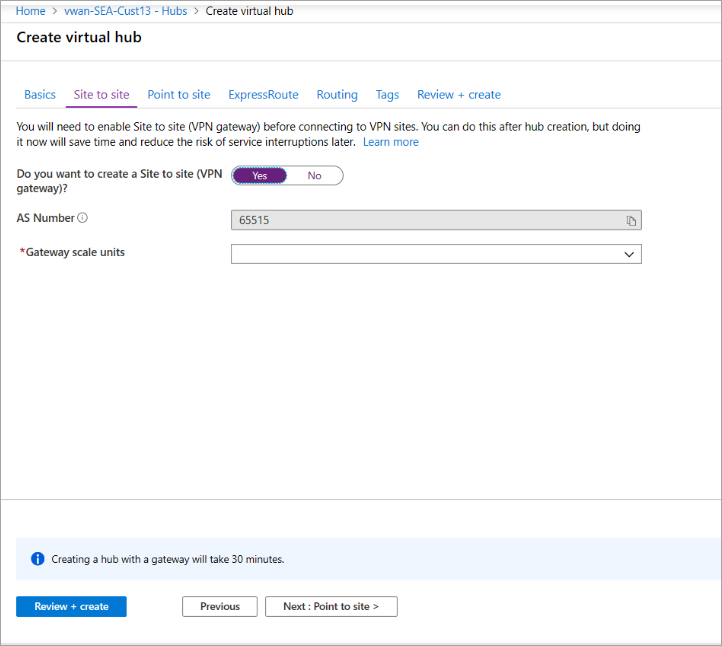 Home > vwan-SEA-Cust13 - Hubs > Create virtual hub
Create virtual hub
Basics Site to site Point to site ExpressRoute Routing Tags Review + create
You will need to enable Site to site (VPN gateway) before connecting to VPN sites. You can do this after hub creation, but doing
it now will save time and reduce the risk of service interruptions later. Learn more
Do you want to create a Site to site (VPN
gateway)?
Yes No
AS Number
65515
*Gateway scale units
Creating a hub with a gateway will take 30 minutes.
Review + create Previous Next : Point to site >